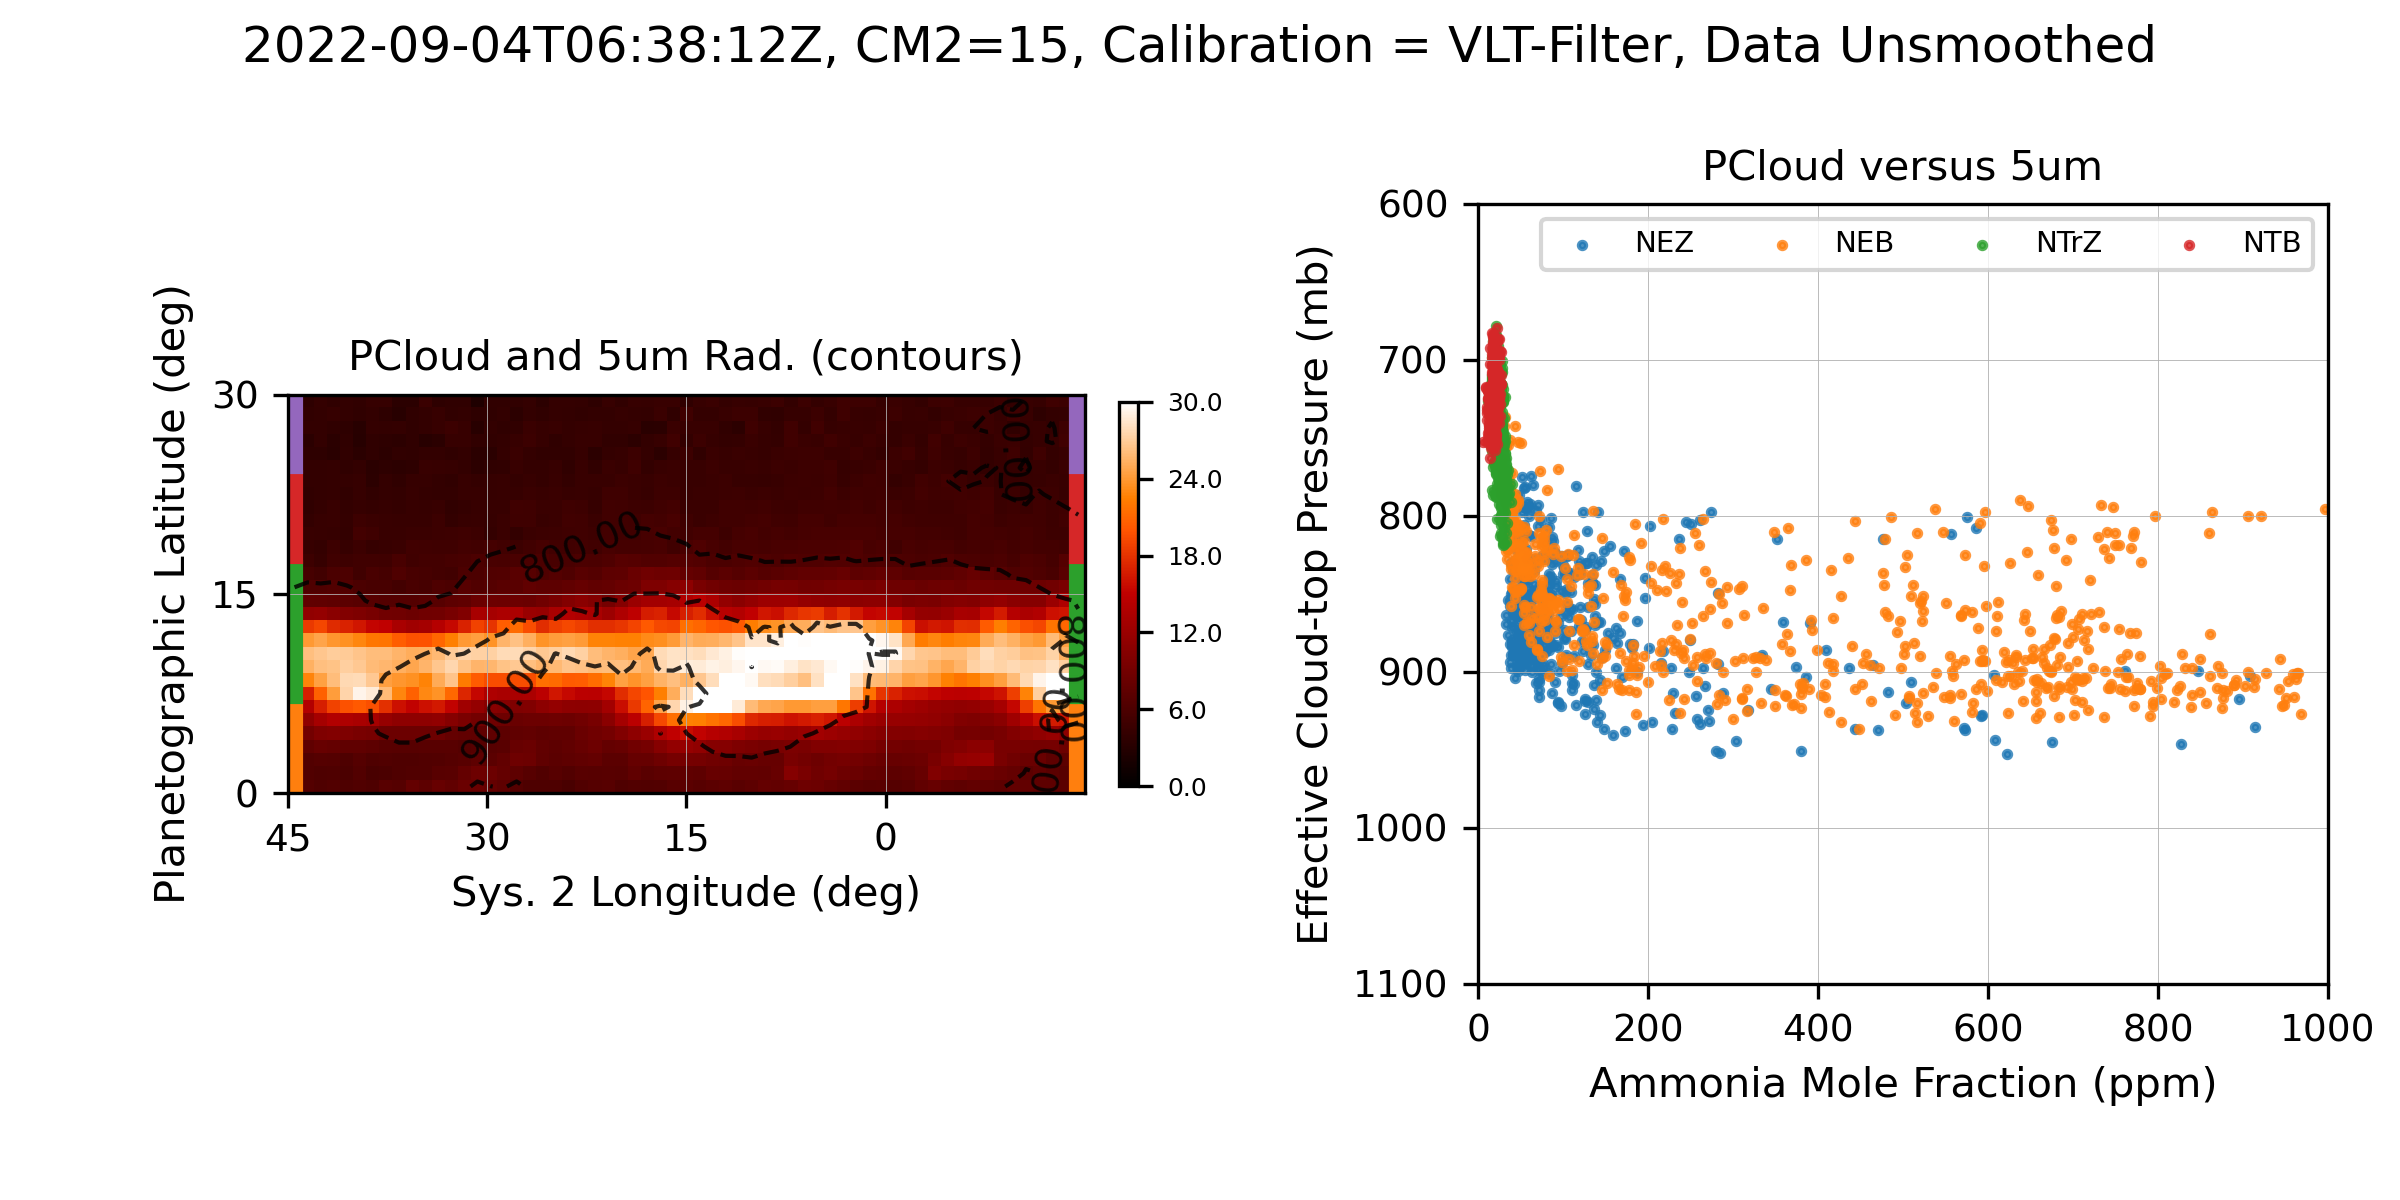 2022-09-04T06:38:12Z, CM2=15, Calibration = VLT-Filter, Data Unsmoothed
PCloud and 5um Rad. (contours)
Planetographic Latitude (deg)
30
15
0
800.00
900.00
800.00
45
30
15
0
Sys. 2 Longitude (deg)
30.0
24.0
18.0
12.0
6.0
0.0
PCloud versus 5um
Effective Cloud-top Pressure (mb)
600
700
800
900
1000
1100
NEZ
NEB
NTrZ
NTB
0
200
400
600
800
1000
Ammonia Mole Fraction (ppm)